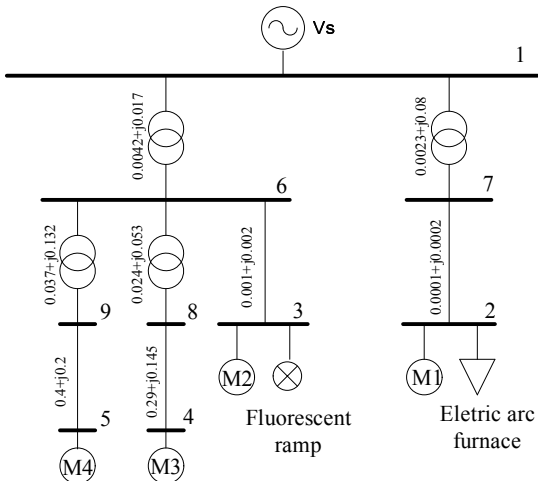 Vs
1
0.0042+j0.017
0.0023+j0.08
6
7
0.037+j0.132
0.024+j0.053
0.001+j0.002
0.0001+j0.0002
9
8
3
2
0.4+j0.2
0.29+j0.145
M2
M1
5
4
Fluorescent
ramp
Eletric arc
furnace
M4
M3